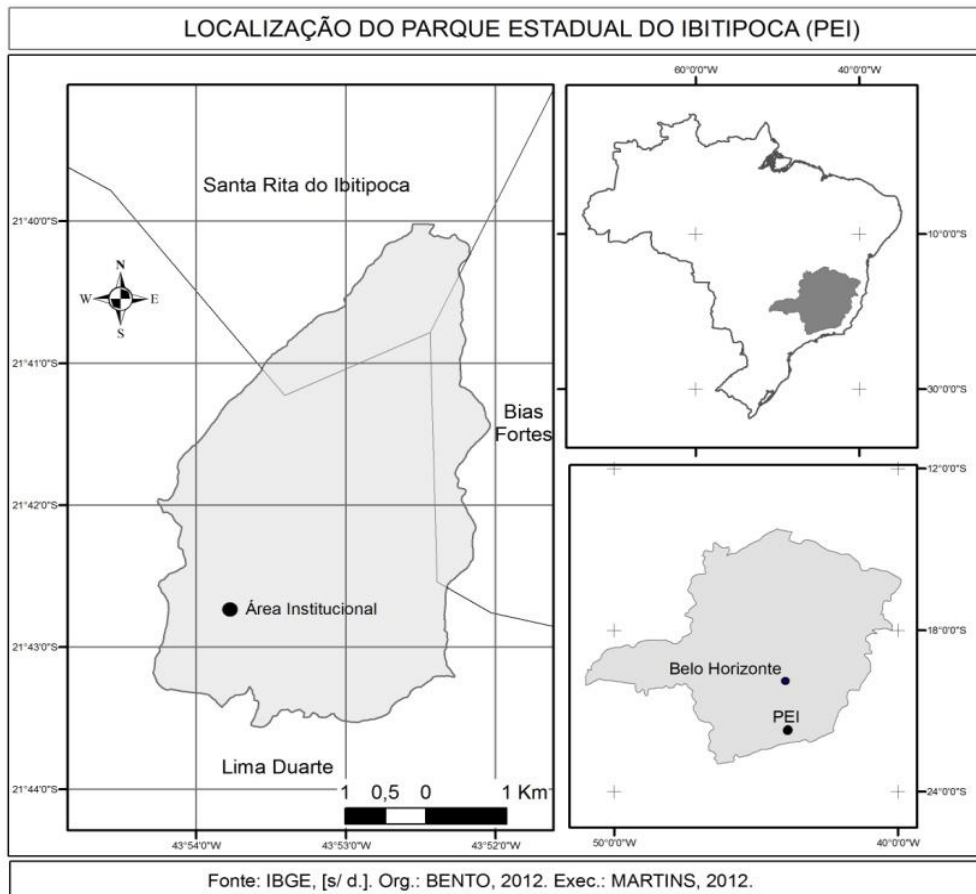 LOCALIZAÇÃO DO PARQUE ESTADUAL DO IBITIPOCA (PEI)
60°0'0"W
40°0'0"W
Santa Rita do Ibitipoca
21°40'0"S
N
W
E
S
21°41'0"S
Bias
Fortes
21°42'0"S
Área Institucional
21°43'0"S
Lima Duarte
21°44'0"S
1 0,5 0 1 Km
43°54'0"W
43°53'0"W
43°52'0"W
10°0'0"S
30°0'0"S
12°0'0"S
18°0'0"S
Belo Horizonte
PEI
24°0'0"S
50°0'0"W
40°0'0"W
Fonte: IBGE, [s/ d.]. Org.: BENTO, 2012. Exec.: MARTINS, 2012.